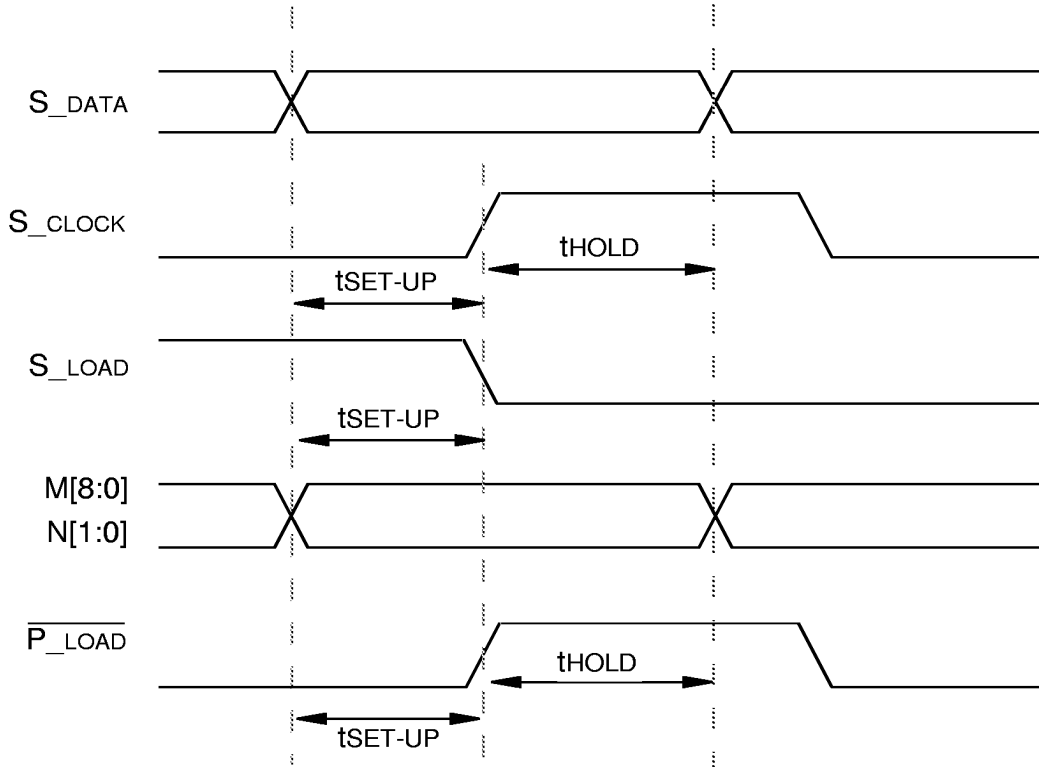 S_DATA
S_CLOCK
tHOLD
tSET-UP
S_LOAD
tSET-UP
M[8:0]
N[1:0]
P_LOAD
tHOLD
tSET-UP